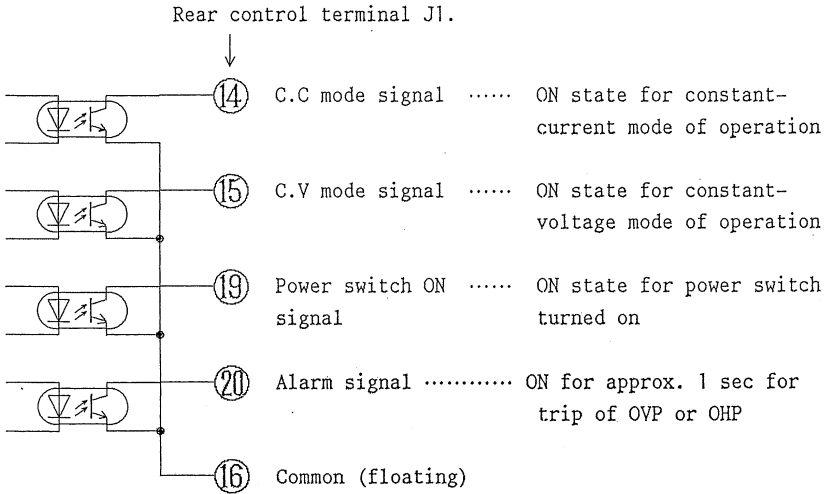 Rear control terminal J1.
14 C.C mode signal ...... ON state for constant-
current mode of operation
15 C.V mode signal ...... ON state for constant-
voltage mode of operation
19 Power switch ON ...... ON state for power switch
signal turned on
20 Alarm signal ............ ON for approx. 1 sec for
trip of OVP or OHP
16 Common (floating)